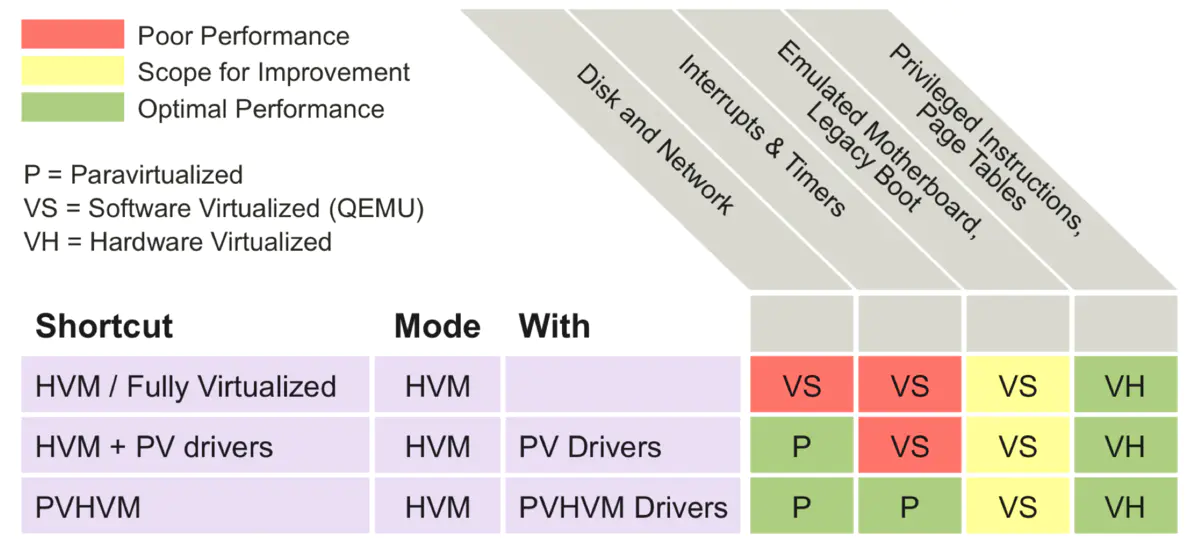 Poor Performance
Scope for Improvement
Optimal Performance
P = Paravirtualized
VS = Software Virtualized (QEMU)
VH = Hardware Virtualized
Disk and Network
Interrupts & Timers
Emulated Motherboard,
Legacy Boot
Privileged Instructions,
Page Tables
Shortcut Mode With
HVM / Fully Virtualized HVM VS VS VS VH
HVM + PV drivers HVM PV Drivers P VS VS VH
PVHVM HVM PVHVM Drivers P P VS VH